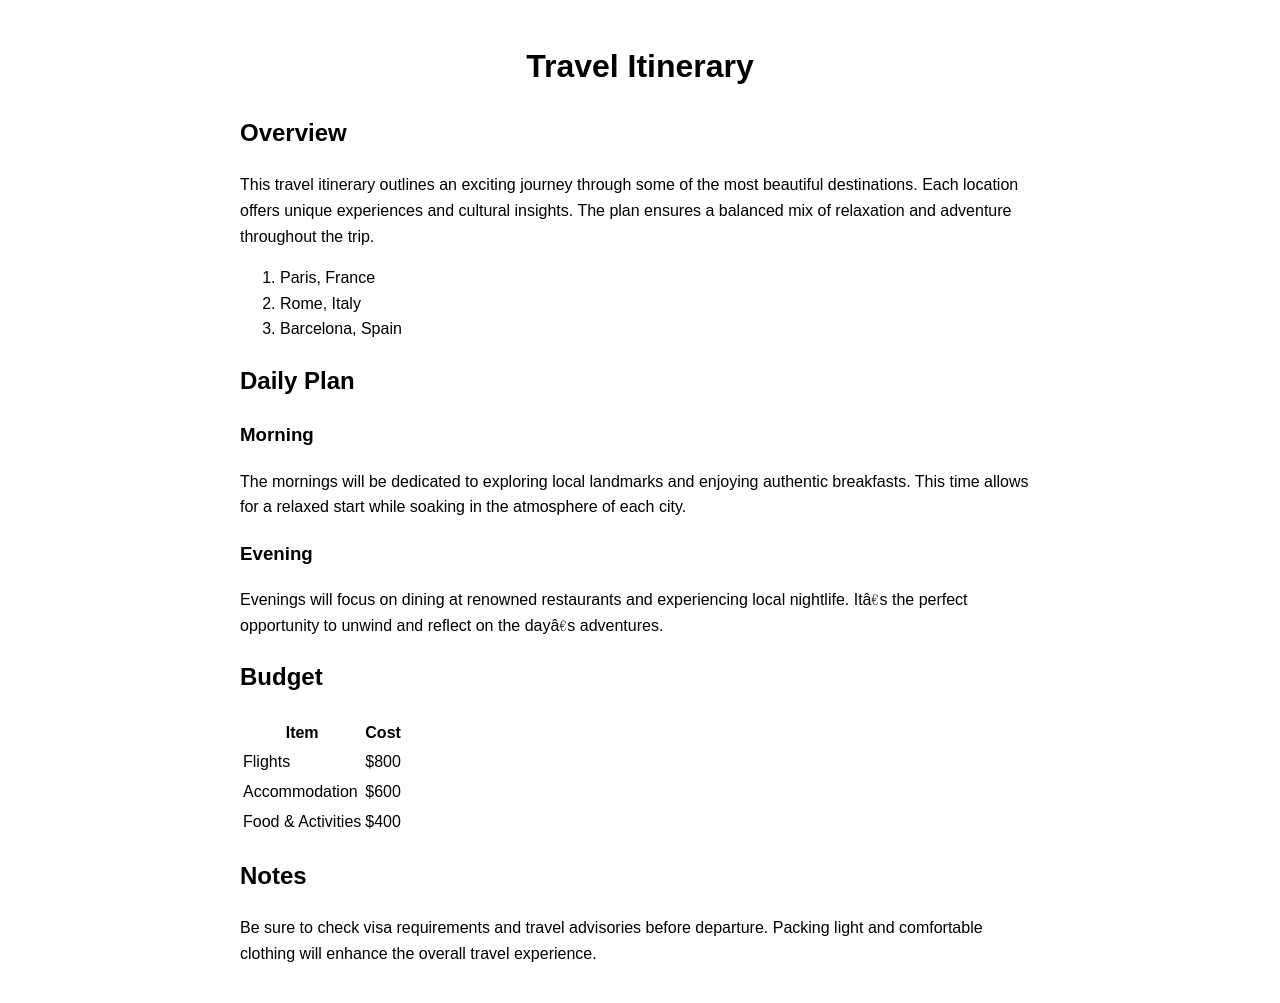 Travel Itinerary
Overview
This travel itinerary outlines an exciting journey through some of the most beautiful destinations. Each location
offers unique experiences and cultural insights. The plan ensures a balanced mix of relaxation and adventure
throughout the trip.
1. Paris, France
2. Rome, Italy
3. Barcelona, Spain
Daily Plan
Morning
The mornings will be dedicated to exploring local landmarks and enjoying authentic breakfasts. This time allows
for a relaxed start while soaking in the atmosphere of each city.
Evening
Evenings will focus on dining at renowned restaurants and experiencing local nightlife. Itâ€s the perfect
opportunity to unwind and reflect on the dayâ€s adventures.
Budget
Item Cost
Flights $800
Accommodation $600
Food & Activities $400
Notes
Be sure to check visa requirements and travel advisories before departure. Packing light and comfortable
clothing will enhance the overall travel experience.